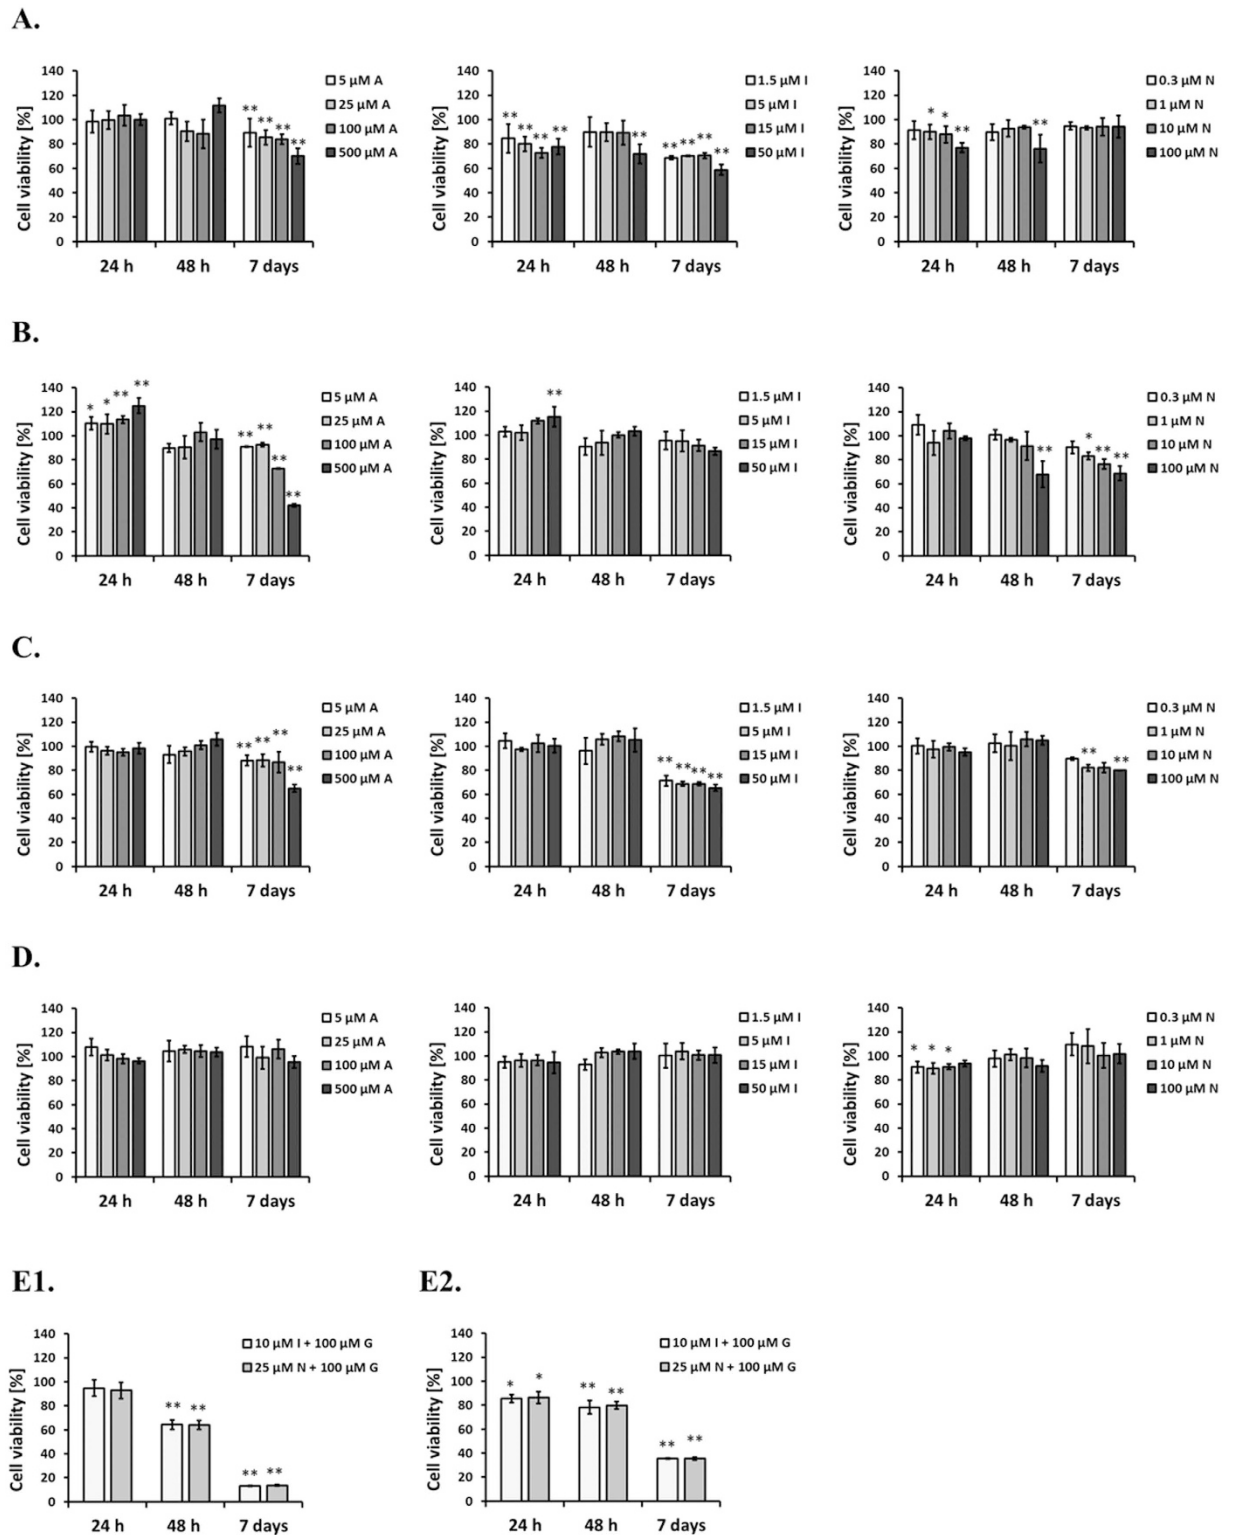 A.
Cell viability [%]
140
120
100
80
60
40
20
0
** ** ** **
24 h 48 h 7 days
5 µM A
25 µM A
100 µM A
500 µM A
Cell viability [%]
140
120
100
80
60
40
20
0
** ** ** ** ** ** ** ** **
24 h 48 h 7 days
1.5 µM I
5 µM I
15 µM I
50 µM I
Cell viability [%]
140
120
100
80
60
40
20
0
* * ** **
24 h 48 h 7 days
0.3 µM N
1 µM N
10 µM N
100 µM N
B.
Cell viability [%]
140
120
100
80
60
40
20
0
* * ** ** ** ** ** **
24 h 48 h 7 days
5 µM A
25 µM A
100 µM A
500 µM A
Cell viability [%]
140
120
100
80
60
40
20
0
**
24 h 48 h 7 days
1.5 µM I
5 µM I
15 µM I
50 µM I
Cell viability [%]
140
120
100
80
60
40
20
0
** * ** **
24 h 48 h 7 days
0.3 µM N
1 µM N
10 µM N
100 µM N
C.
Cell viability [%]
140
120
100
80
60
40
20
0
** ** ** **
24 h 48 h 7 days
5 µM A
25 µM A
100 µM A
500 µM A
Cell viability [%]
140
120
100
80
60
40
20
0
** ** ** **
24 h 48 h 7 days
1.5 µM I
5 µM I
15 µM I
50 µM I
Cell viability [%]
140
120
100
80
60
40
20
0
** **
24 h 48 h 7 days
0.3 µM N
1 µM N
10 µM N
100 µM N
D.
Cell viability [%]
140
120
100
80
60
40
20
0
24 h 48 h 7 days
5 µM A
25 µM A
100 µM A
500 µM A
Cell viability [%]
140
120
100
80
60
40
20
0
24 h 48 h 7 days
1.5 µM I
5 µM I
15 µM I
50 µM I
Cell viability [%]
140
120
100
80
60
40
20
0
* * *
24 h 48 h 7 days
0.3 µM N
1 µM N
10 µM N
100 µM N
E1.
Cell viability [%]
140
120
100
80
60
40
20
0
** ** ** **
24 h 48 h 7 days
10 µM I + 100 µM G
25 µM N + 100 µM G
E2.
Cell viability [%]
140
120
100
80
60
40
20
0
* * ** ** ** **
24 h 48 h 7 days
10 µM I + 100 µM G
25 µM N + 100 µM G